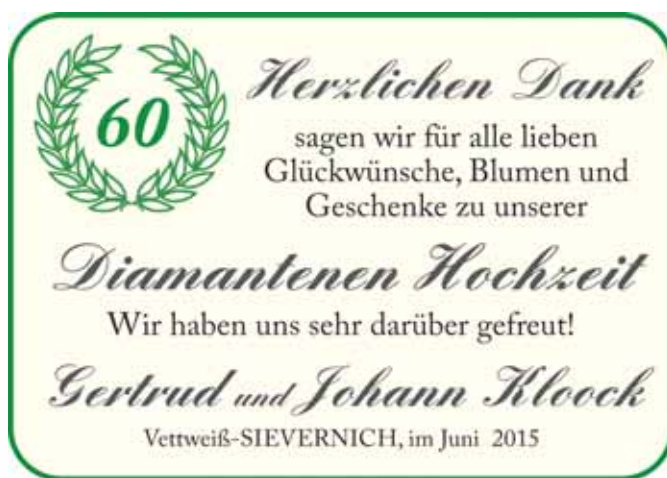 60
Herzlichen Dank
sagen wir für alle lieben
Glückwünsche, Blumen und
Geschenke zu unserer
Diamantenen Hochzeit
Wir haben uns sehr darüber gefreut!
Gertrud und Johann Kloock
Vettweiß-SIEVERNICH, im Juni 2015